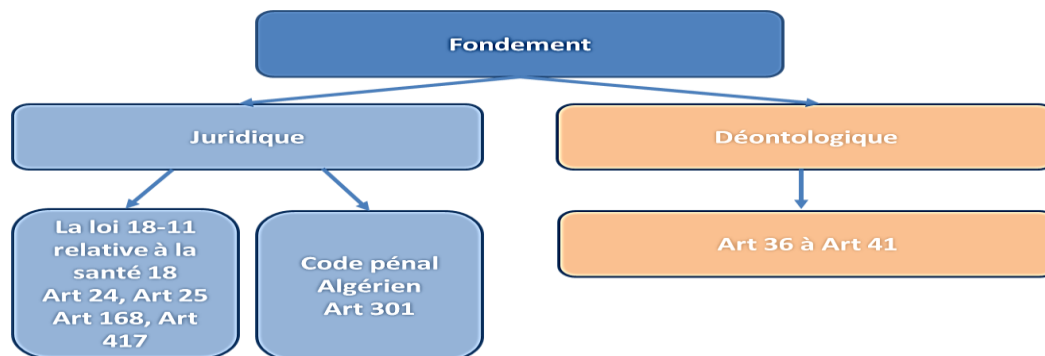 Fondement
Juridique
Déontologique
La loi 18-11
relative à la
santé 18
Art 24, Art 25
Art 168, Art
417
Code pénal
Algérien
Art 301
Art 36 à Art 41